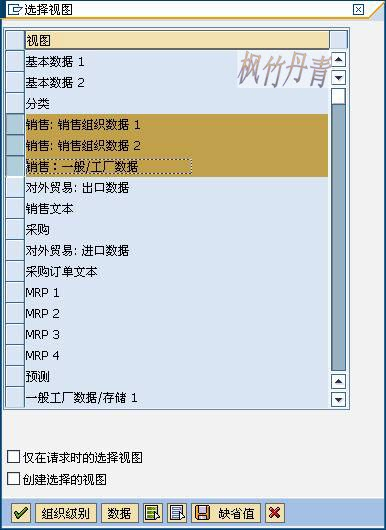 选择视图
视图
枫竹丹青
基本数据 1
基本数据 2
分类
销售: 销售组织数据 1
销售: 销售组织数据 2
销售：一般/工厂数据
对外贸易: 出口数据
销售文本
采购
对外贸易: 进口数据
采购订单文本
MRP 1
MRP 2
MRP 3
MRP 4
预测
一般工厂数据/存储 1
仅在请求时的选择视图
创建选择的视图
组织级别 数据 缺省值